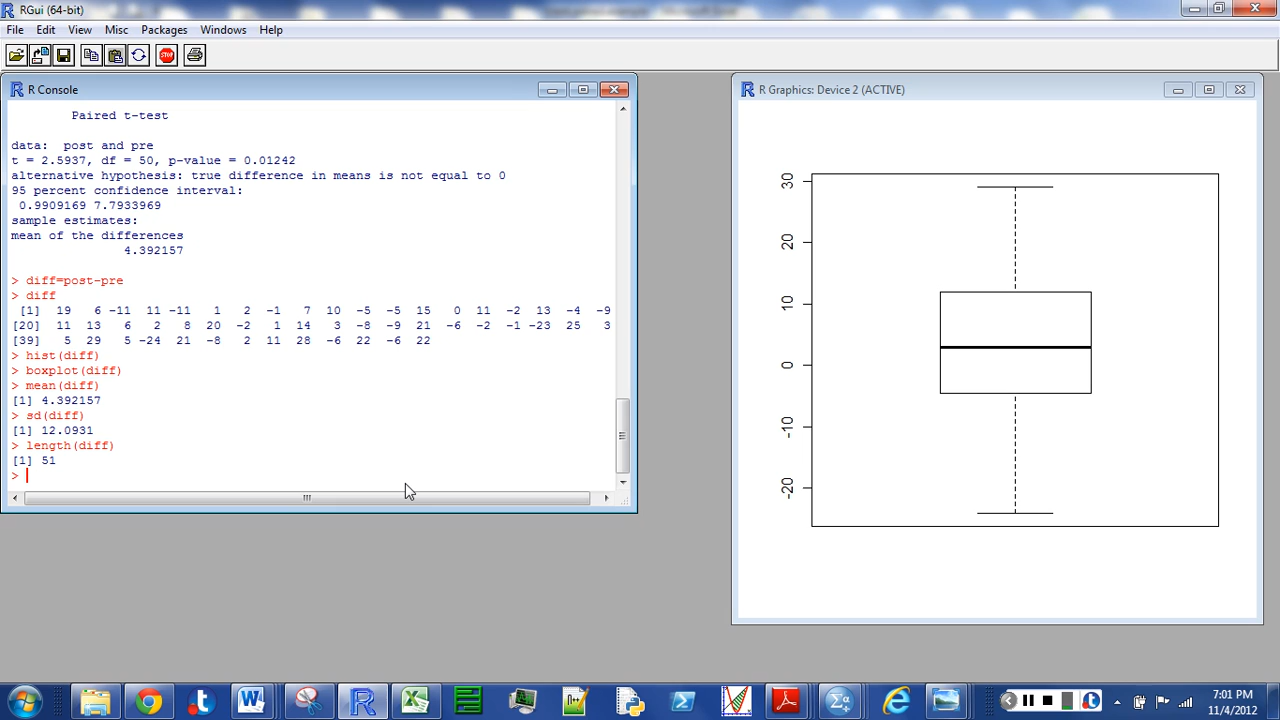 RGui (64-bit)
File Edit View Misc Packages Windows Help
STOP
R Console
Paired t-test
data:  post and pre
t = 2.5937, df = 50, p-value = 0.01242
alternative hypothesis: true difference in means is not equal to 0
95 percent confidence interval:
0.9909169 7.7933969
sample estimates:
mean of the differences
4.392157
> diff=post-pre
> diff
[1] 19 6 -11 11 -11 1 2 -1 7 10 -5 -5 15 0 11 -2 13 -4 -9
[20] 11 13 6 2 8 20 -2 1 14 3 -8 -9 21 -6 -2 -1 -23 25 3
[39] 5 29 5 -24 21 -8 2 11 28 -6 22 -6 22
> hist(diff)
> boxplot(diff)
> mean(diff)
[1] 4.392157
> sd(diff)
[1] 12.0931
> length(diff)
[1] 51
>
R Graphics: Device 2 (ACTIVE)
30
20
10
0
-10
-20
7:01 PM
11/4/2012